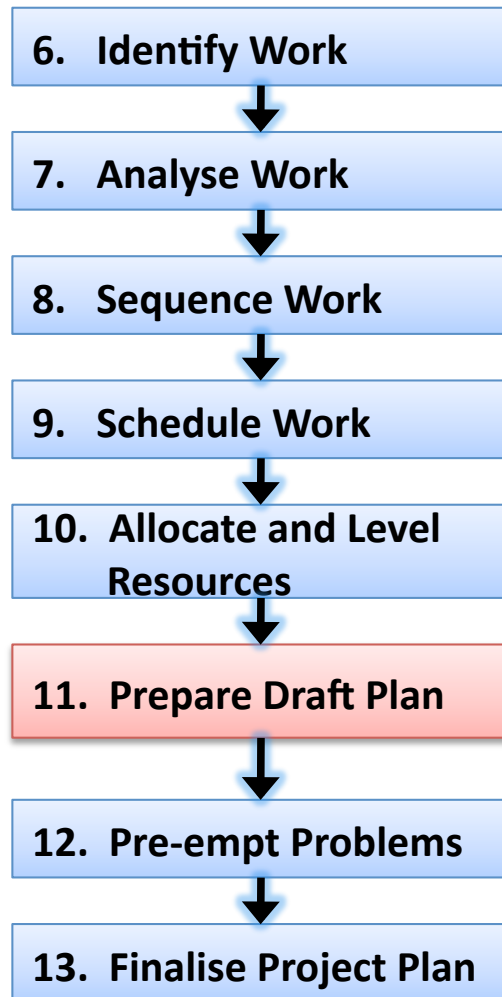 6. Identify Work
7. Analyse Work
8. Sequence Work
9. Schedule Work
10. Allocate and Level
Resources
11. Prepare Draft Plan
12. Pre-empt Problems
13. Finalise Project Plan